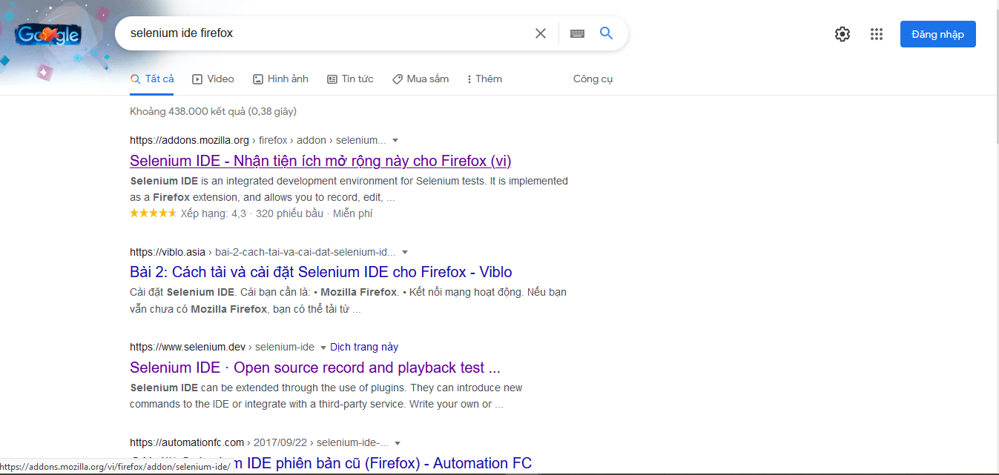 Google
selenium ide firefox
Đăng nhập
Tất cả Video Hình ảnh Tin tức Mua sắm Thêm Công cụ
Khoảng 438.000 kết quả (0,38 giây)
https://addons.mozilla.org › firefox › addon › selenium...
Selenium IDE - Nhận tiện ích mở rộng này cho Firefox (vi)
Selenium IDE is an integrated development environment for Selenium tests. It is implemented
as a Firefox extension, and allows you to record, edit, ...
Xếp hạng: 4,3 · 320 phiếu bầu · Miễn phí
https://viblo.asia › bai-2-cach-tai-va-cai-dat-selenium-id...
Bài 2: Cách tải và cài đặt Selenium IDE cho Firefox - Viblo
Cài đặt Selenium IDE. Cái bạn cần là: • Mozilla Firefox. • Kết nối mạng hoạt động. Nếu bạn
vẫn chưa có Mozilla Firefox, bạn có thể tải từ ...
https://www.selenium.dev › selenium-ide Dịch trang này
Selenium IDE · Open source record and playback test ...
Selenium IDE can be extended through the use of plugins. They can introduce new
commands to the IDE or integrate with a third-party service. Write your own or ...
https://automationfc.com › 2017/09/22 › selenium-ide-...
IDE phiên bản cũ (Firefox) - Automation FC
https://addons.mozilla.org/vi/firefox/addon/selenium-ide/